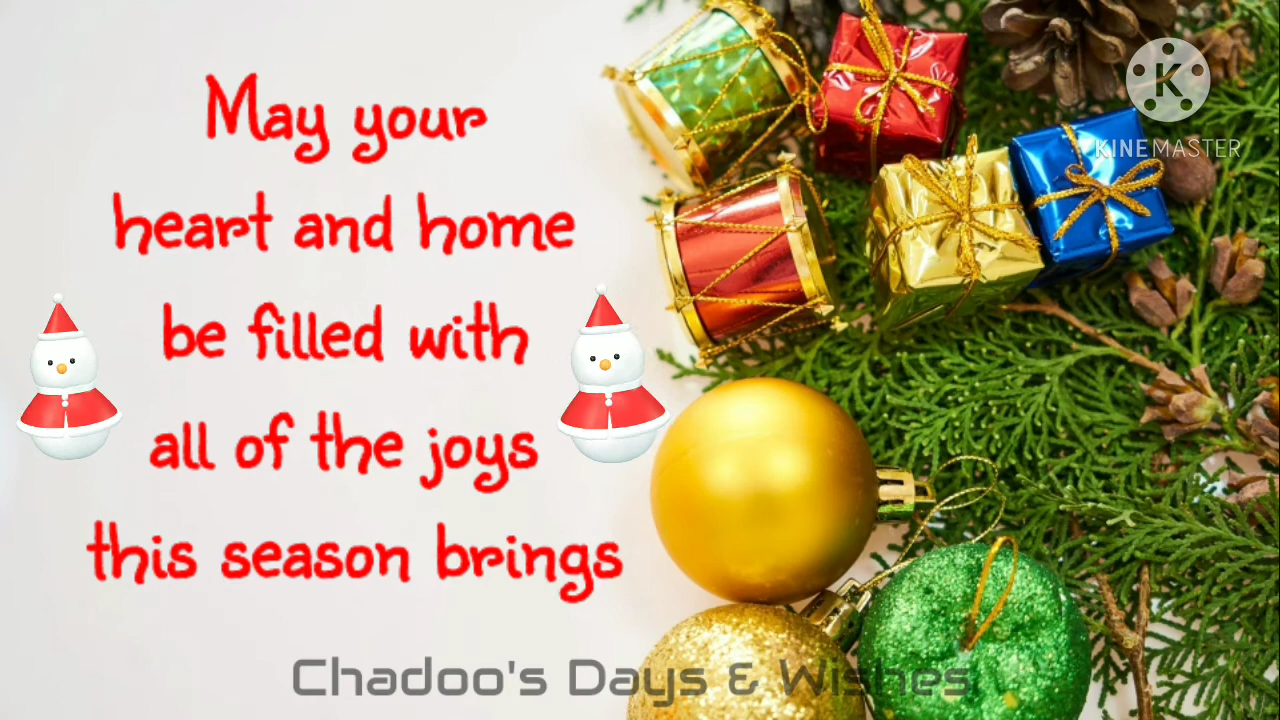 May your
heart and home
be filled with
all of the joys
this season brings
K
KINEMASTER
Chadoo's Days & Wishes